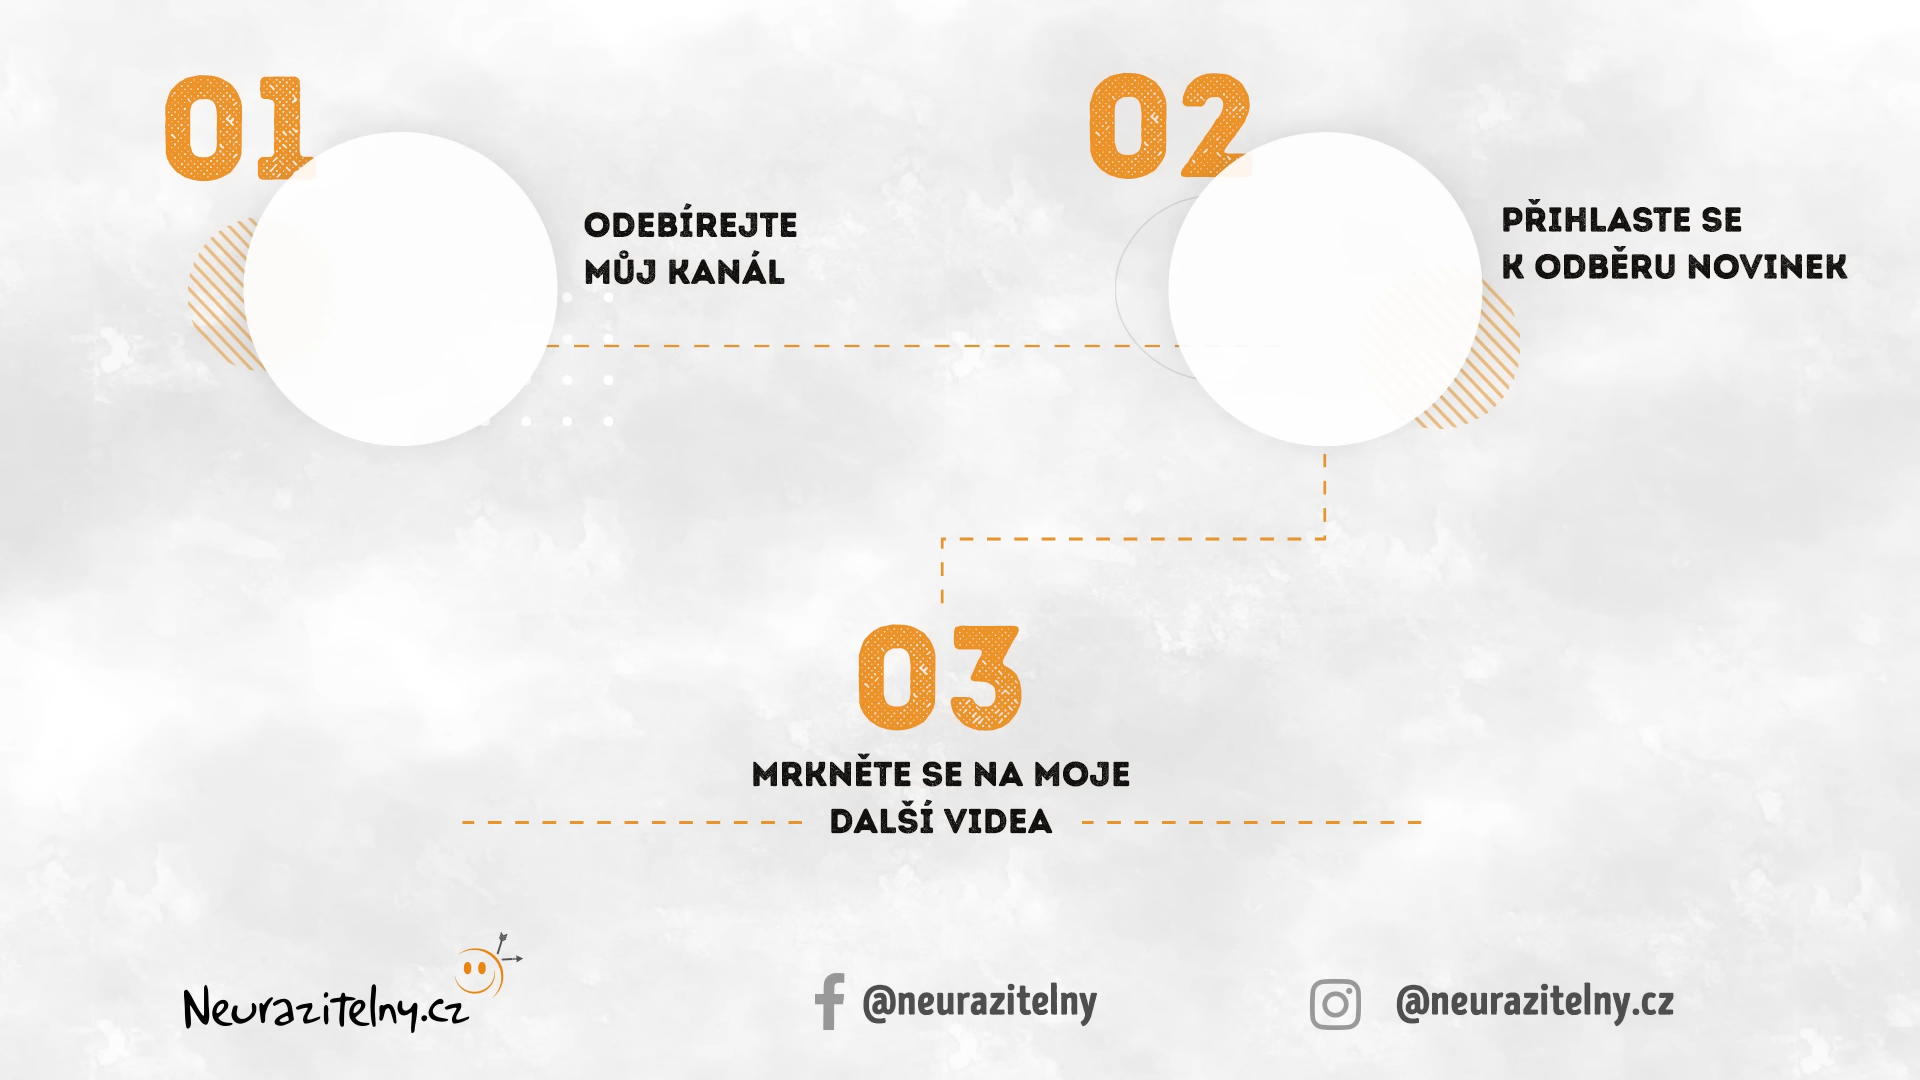 01
ODEBÍREJTE
MŮJ KANÁL
02
PŘIHLASTE SE
K ODBĚRU NOVINEK
03
MRKNĚTE SE NA MOJE
DALŠÍ VIDEA
Neurazitelny.cz
@neurazitelny
@neurazitelny.cz